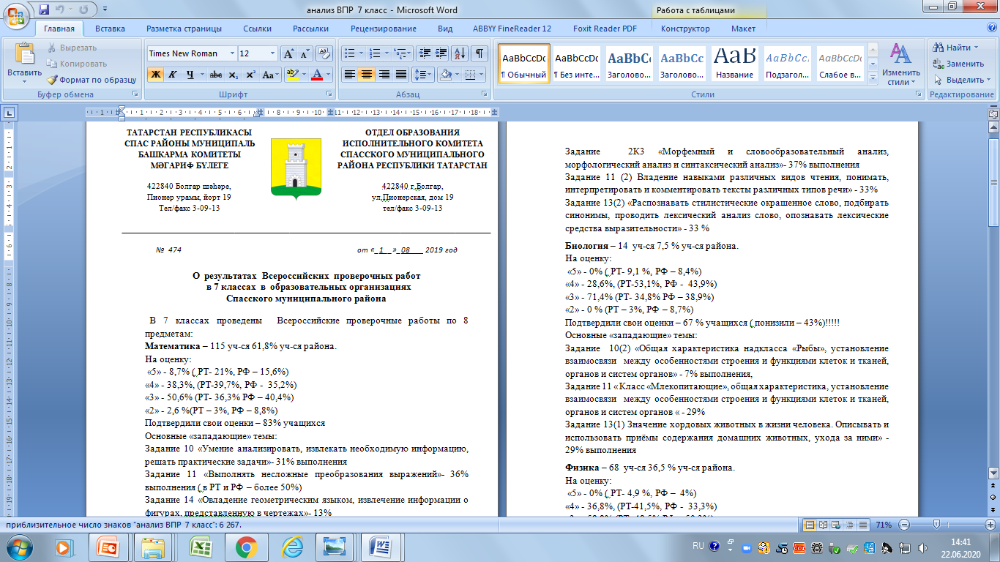 анализ ВПР 7 класс - Microsoft Word
Работа с таблицами
Главная
Вставка
Разметка страницы
Ссылки
Рассылки
Рецензирование
Вид
ABBYY FineReader 12
Foxit Reader PDF
Конструктор
Макет
Вставить
Вырезать
Копировать
Формат по образцу
Буфер обмена
Times New Roman
12
Шрифт
Абзац
AaBbCcDc
¶ Обычный
AaBbCcDc
¶ Без инте...
AaBbCc
Заголово...
AaBbCc
Заголово...
AaB
Название
AaBbCc.
Подзагол...
AaBbCcDc
Слабое в...
Стили
Изменить стили
Найти
Заменить
Выделить
Редактирование
ТАТАРСТАН РЕСПУБЛИКАСЫ
СПАС РАЙОНЫ МУНИЦИПАЛЬ
БАШКАРМА КОМИТЕТЫ
МӘГАРИФ БҮЛЕГЕ
422840 Болгар шәһәре,
Пионер урамы, йорт 19
Тел/факс 3-09-13
ОТДЕЛ ОБРАЗОВАНИЯ
ИСПОЛНИТЕЛЬНОГО КОМИТЕТА
СПАССКОГО МУНИЦИПАЛЬНОГО
РАЙОНА РЕСПУБЛИКИ ТАТАРСТАН
422840 г.Болгар,
ул.Пионерская, дом 19
тел/факс 3-09-13
№ 474
от «_1__»_08___ 2019 год
О результатах Всероссийских проверочных работ
в 7 классах в образовательных организациях
Спасского муниципального района
В 7 классах проведены Всероссийские проверочные работы по 8
предметам:
Математика – 115 уч-ся 61,8% уч-ся района.
На оценку:
«5» - 8,7% ( РТ- 21%, РФ – 15,6%)
«4» - 38,3%, (РТ-39,7%, РФ - 35,2%)
«3» - 50,6% (РТ- 36,3% РФ – 40,4%)
«2» - 2,6 %(РТ – 3%, РФ – 8,8%)
Подтвердили свои оценки – 83% учащихся
Основные «западающие» темы:
Задание 10 «Умение анализировать, извлекать необходимую информацию,
решать практические задачи»- 31% выполнения
Задание 11 «Выполнять несложные преобразования выражений»- 36%
выполнения ( в РТ и РФ – более 50%)
Задание 14 «Овладение геометрическим языком, извлечение информации о
фигурах, представленную в чертежах»- 13%
Задание 2К3 «Морфемный и словообразовательный анализ,
морфологический анализ и синтаксический анализ»- 37% выполнения
Задание 11 (2) Владение навыками различных видов чтения, понимать,
интерпретировать и комментировать тексты различных типов речи» - 33%
Задание 13(2) «Распознавать стилистические окрашенное слово, подбирать
синонимы, проводить лексический анализ слово, опознавать лексические
средства выразительности» - 33 %
Биология – 14 уч-ся 7,5 % уч-ся района.
На оценку:
«5» - 0% ( РТ- 9,1 %, РФ – 8,4%)
«4» - 28,6%, (РТ-53,1%, РФ - 43,9%)
«3» - 71,4% (РТ- 34,8% РФ – 38,9%)
«2» - 0 % (РТ – 3%, РФ – 8,7%)
Подтвердили свои оценки – 67 % учащихся ( понизили – 43%)!!!!!
Основные «западающие» темы:
Задание 10(2) «Общая характеристика надкласса «Рыбы», установление
взаимосвязи между особенностями строения и функциями клеток и тканей,
органов и систем органов» - 7% выполнения,
Задание 11 « Класс «Млекопитающие», общая характеристика, установление
взаимосвязи между особенностями строения и функциями клеток и тканей,
органов и систем органов « - 29%
Задание 13(1) Значение хордовых животных в жизни человека. Описывать и
использовать приёмы содержания домашних животных, ухода за ними» -
29% выполнения
Физика – 68 уч-ся 36,5 % уч-ся района.
На оценку:
«5» - 0% ( РТ- 4,9 %, РФ – 4%)
«4» - 36,8%, (РТ-41,5%, РФ - 33,3%)
приблизительное число знаков "анализ ВПР 7 класс": 6 267.
71%
RU
14:41
22.06.2020